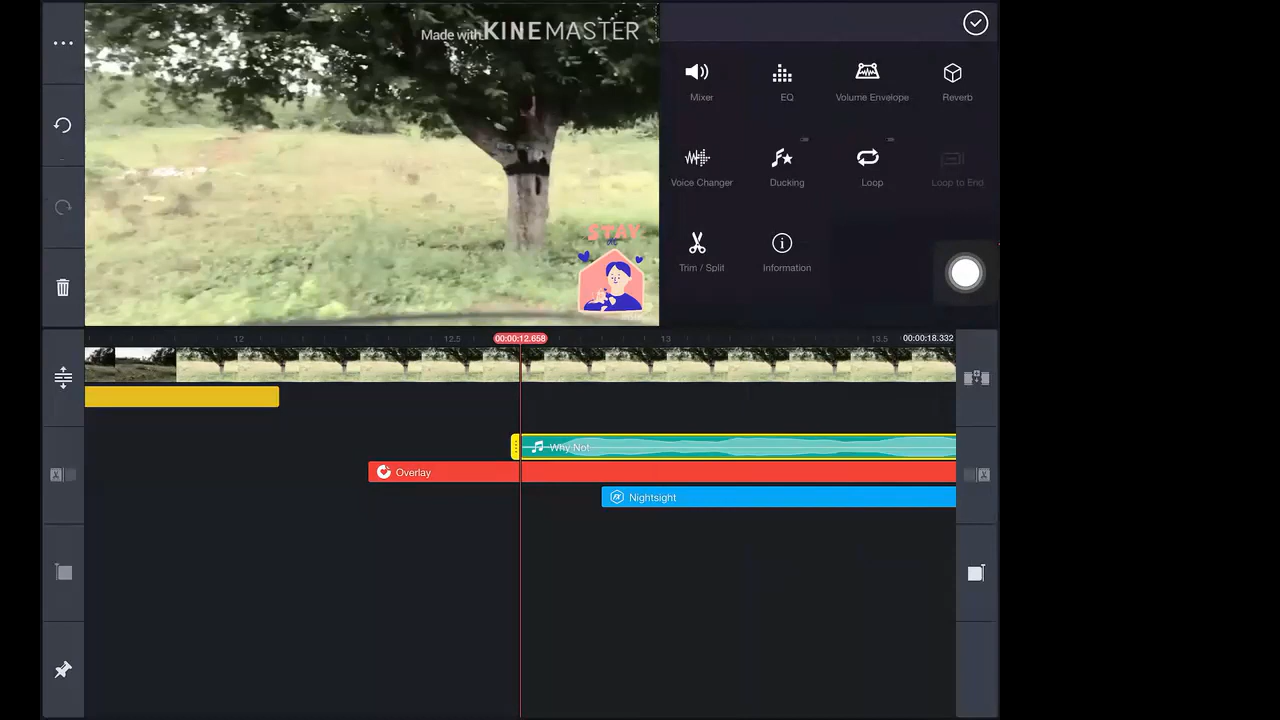 Made with KINEMASTER
Mixer
EQ
Volume Envelope
Reverb
Voice Changer
Ducking
Loop
Loop to End
Trim / Split
Information
STAY
12
12.5
00:00:12.658
13
13.5
00:00:18.332
Why Not
Overlay
Nightsight